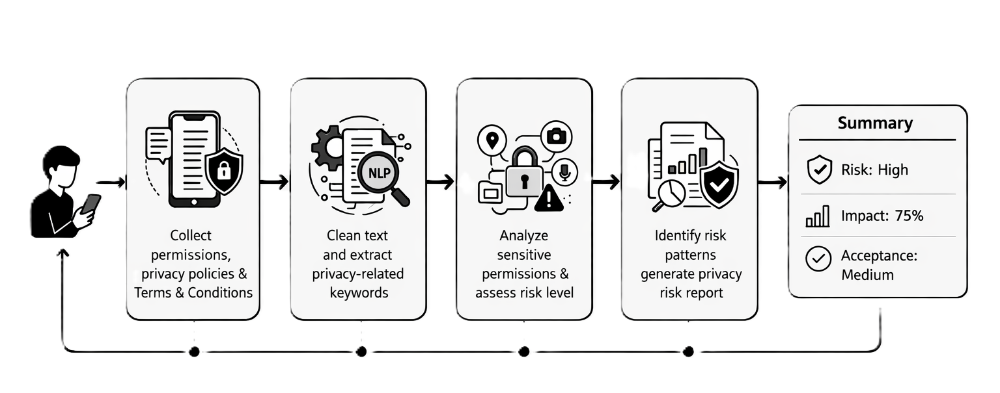 Collect
permissions,
privacy policies &
Terms & Conditions
NLP
Clean text
and extract
privacy-related
keywords
Analyze
sensitive
permissions &
assess risk level
Identify risk
patterns
generate privacy
risk report
Summary
Risk: High
Impact: 75%
Acceptance:
Medium